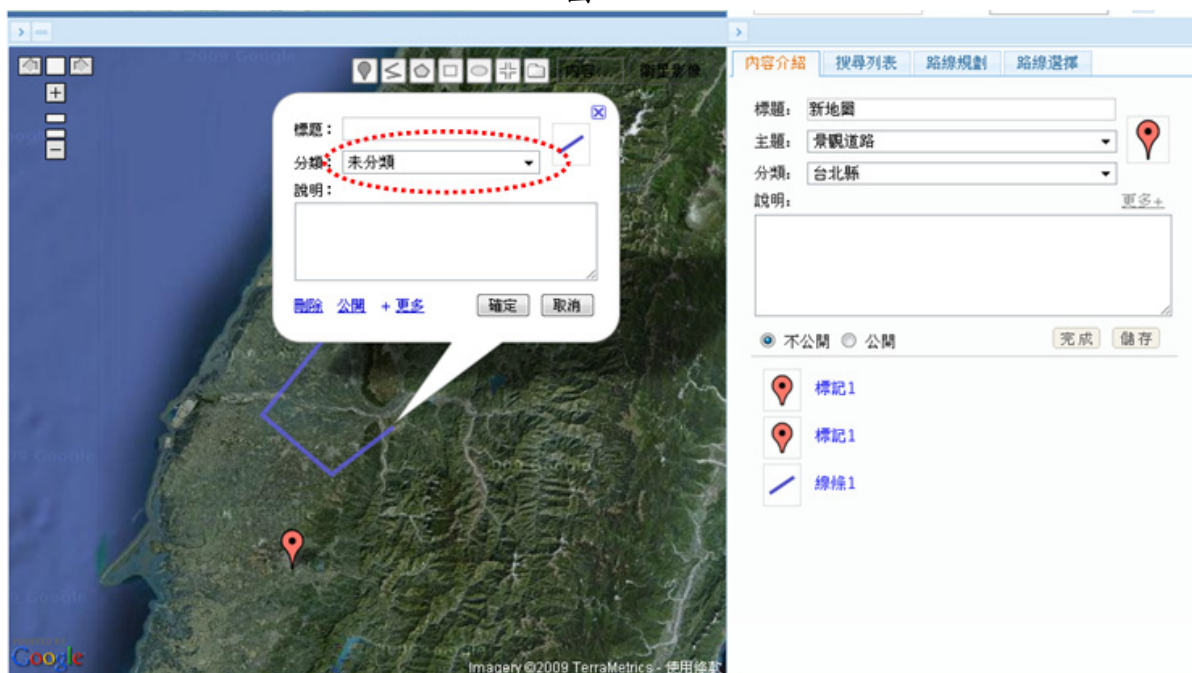 2009 Google
內容
衛星影像
標題：
分類：未分類
說明：
刪除 公開 +更多 確定 取消
Google
Imagery ©2009 TerraMetrics - 使用條款
內容介紹 搜尋列表 路線規劃 路線選擇
標題： 新地圖
主題： 景觀道路
分類： 台北縣
說明： 更多+
不公開 公開 完成 儲存
標記1
標記1
線條1